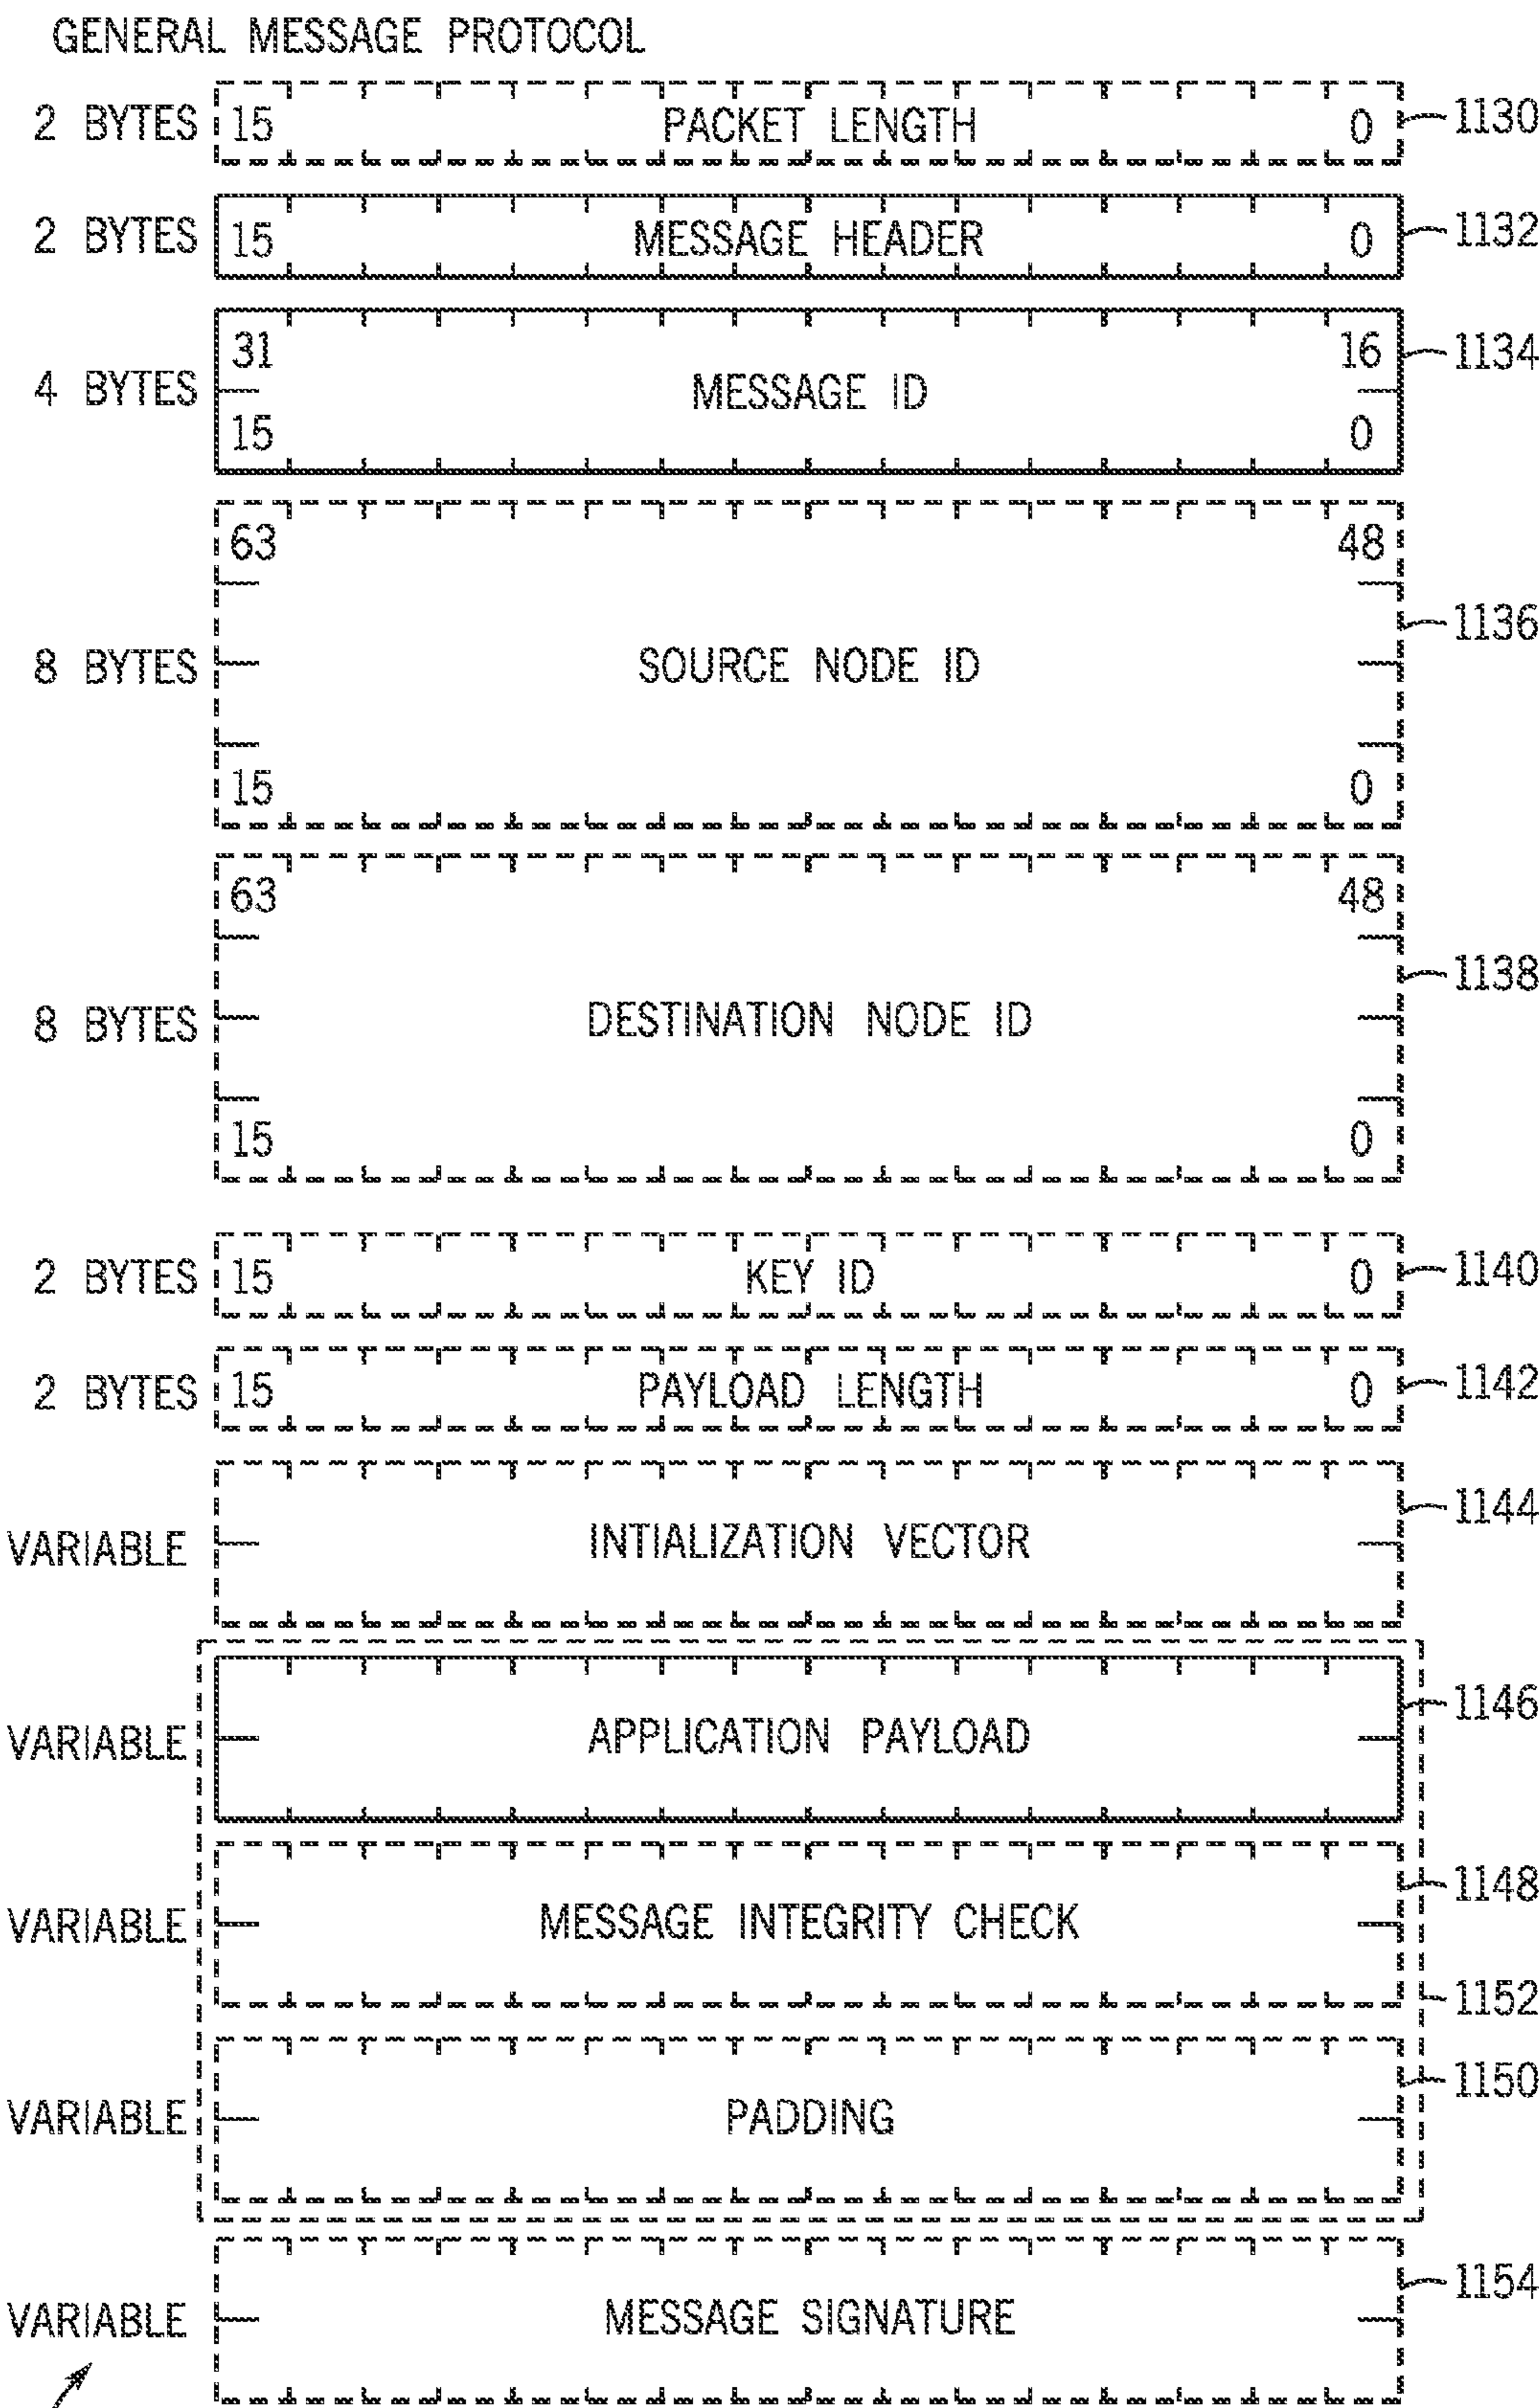 GENERAL MESSAGE PROTOCOL
2 BYTES 15 PACKET LENGTH 0 1130
2 BYTES 15 MESSAGE HEADER 0 1132
31 16 1134
4 BYTES MESSAGE ID
15 0
63 48
1136
8 BYTES SOURCE NODE ID
15 0
63 48
1138
8 BYTES DESTINATION NODE ID
15 0
2 BYTES 15 KEY ID 0 1140
2 BYTES 15 PAYLOAD LENGTH 0 1142
1144
VARIABLE INTIALIZATION VECTOR
1146
VARIABLE APPLICATION PAYLOAD
1148
VARIABLE MESSAGE INTEGRITY CHECK
1152
1150
VARIABLE PADDING
1154
VARIABLE MESSAGE SIGNATURE